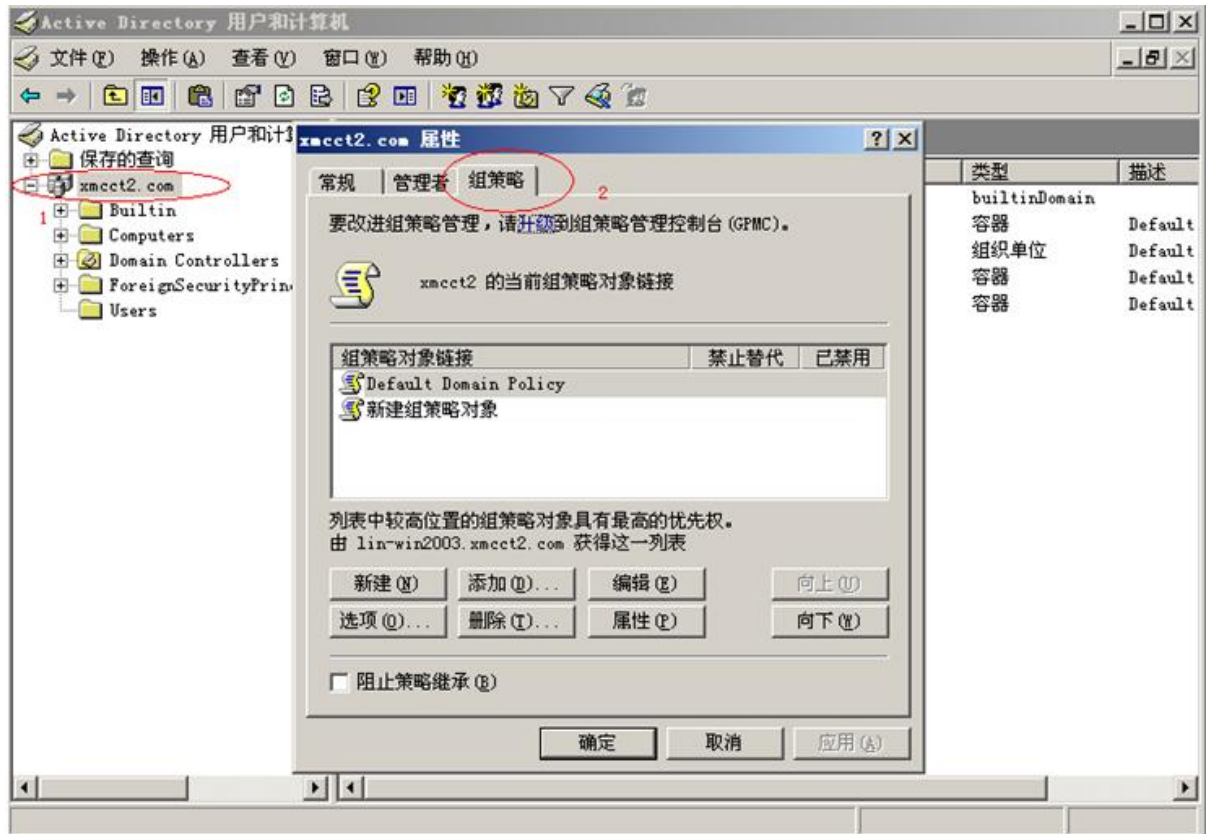 Active Directory 用户和计算机
文件(F) 操作(A) 查看(V) 窗口(W) 帮助(H)
Active Directory 用户和计
保存的查询
xmcct2.com
1
Builtin
Computers
Domain Controllers
ForeignSecurityPrin
Users
xmcct2.com 属性
常规 管理者 组策略
2
要改进组策略管理，请升级到组策略管理控制台(GPMC)。
xmcct2 的当前组策略对象链接
组策略对象链接 禁止替代 已禁用
Default Domain Policy
新建组策略对象
列表中较高位置的组策略对象具有最高的优先权。
由 lin-win2003.xmcct2.com 获得这一列表
新建(N) 添加(D)... 编辑(E) 向上(U)
选项(O)... 删除(T)... 属性(P) 向下(W)
阻止策略继承(B)
确定 取消 应用(A)
类型 描述
builtinDomain
容器 Default
组织单位 Default
容器 Default
容器 Default